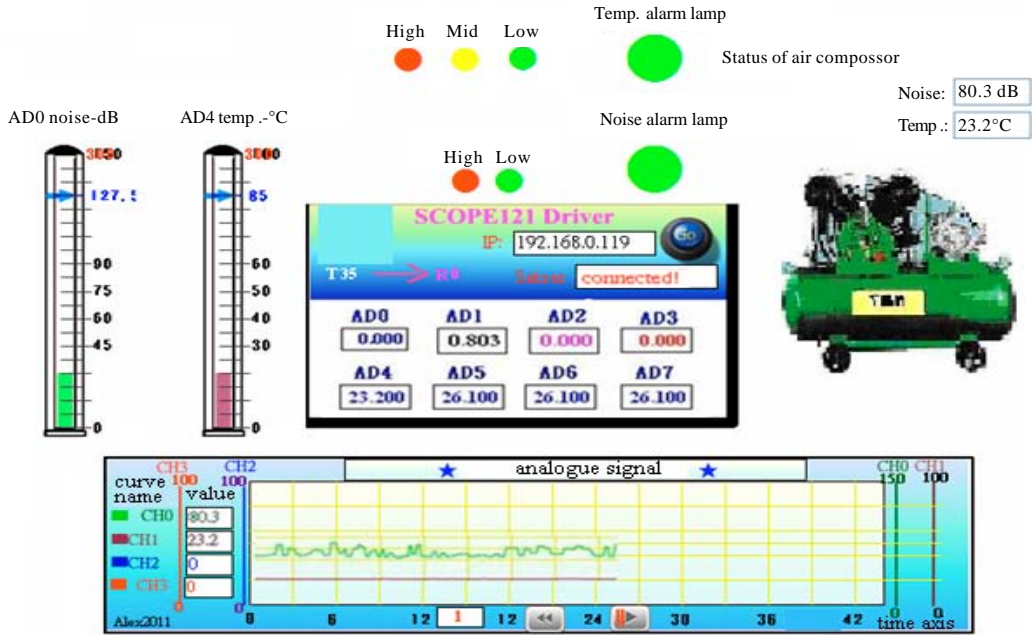 Temp. alarm lamp
High Mid Low
Status of air compossor
Noise: 80.3 dB
Temp.: 23.2°C
AD0 noise-dB
AD4 temp .-°C
Noise alarm lamp
High Low
127.5
90
75
60
45
0
85
60
50
40
30
0
SCOPE121 Driver
IP: 192.168.0.119
Go
T35 R0
connected!
AD0 AD1 AD2 AD3
0.000 0.803 0.000 0.000
AD4 AD5 AD6 AD7
23.200 26.100 26.100 26.100
CH3 CH2
analogue signal
CH0 CH1
100 100
150 100
curve name value
CH0 80.3
CH1 23.2
CH2 0
CH3 0
0 0
0 0
Alex2011
0 6 12 1 12 24 30 36 42 time axis